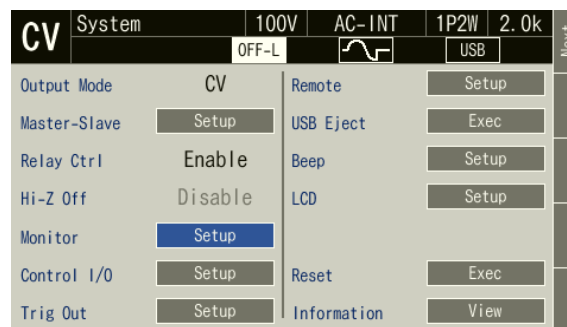 CV System 100V AC-INT 1P2W 2.0k
OFF-L USB
Next
Output Mode CV
Master-Slave Setup
Relay Ctrl Enable
Hi-Z Off Disable
Monitor Setup
Control I/O Setup
Trig Out Setup
Remote Setup
USB Eject Exec
Beep Setup
LCD Setup
Reset Exec
Information View